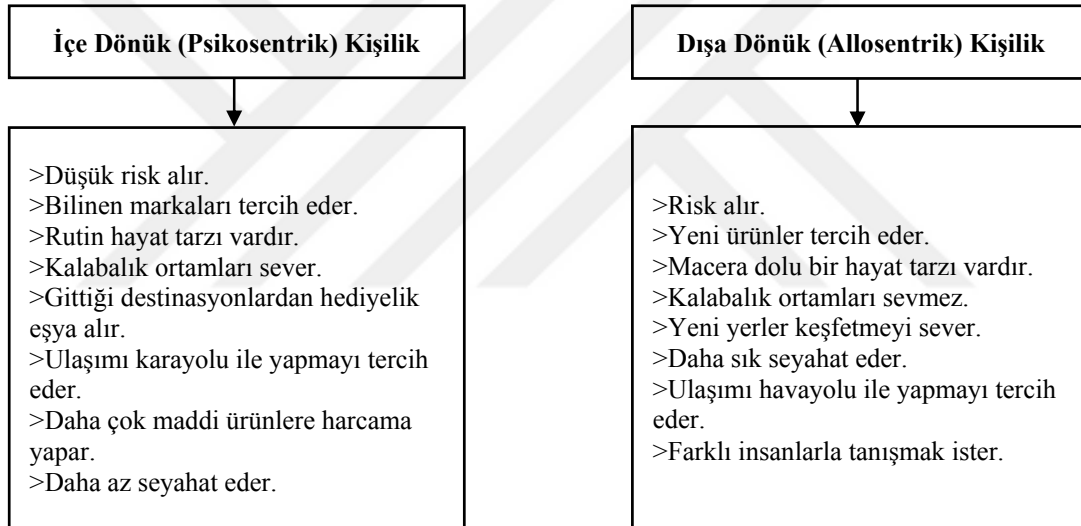 İçe Dönük (Psikosentrik) Kişilik
>Düşük risk alır.
>Bilinen markaları tercih eder.
>Rutin hayat tarzı vardır.
>Kalabalık ortamları sever.
>Gittiği destinasyonlardan hediyelik
eşya alır.
>Ulaşımı karayolu ile yapmayı tercih
eder.
>Daha çok maddi ürünlere harcama
yapar.
>Daha az seyahat eder.
Dışa Dönük (Allosentrik) Kişilik
>Risk alır.
>Yeni ürünler tercih eder.
>Macera dolu bir hayat tarzı vardır.
>Kalabalık ortamları sevmez.
>Yeni yerler keşfetmeyi sever.
>Daha sık seyahat eder.
>Ulaşımı havayolu ile yapmayı tercih
eder.
>Farklı insanlarla tanışmak ister.